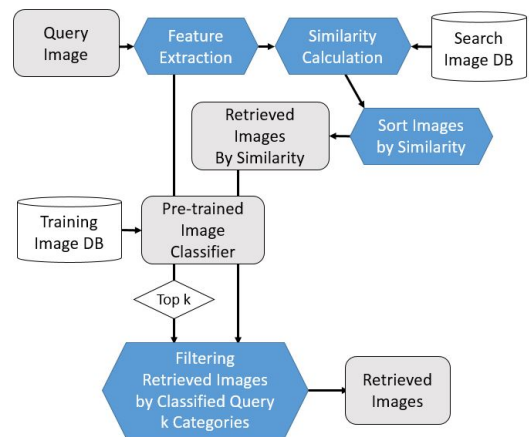 Query
Image
Feature
Extraction
Similarity
Calculation
Search
Image DB
Sort Images
by Similarity
Retrieved
Images
By Similarity
Training
Image DB
Pre-trained
Image
Classifier
Top k
Filtering
Retrieved Images
by Classified Query
k Categories
Retrieved
Images